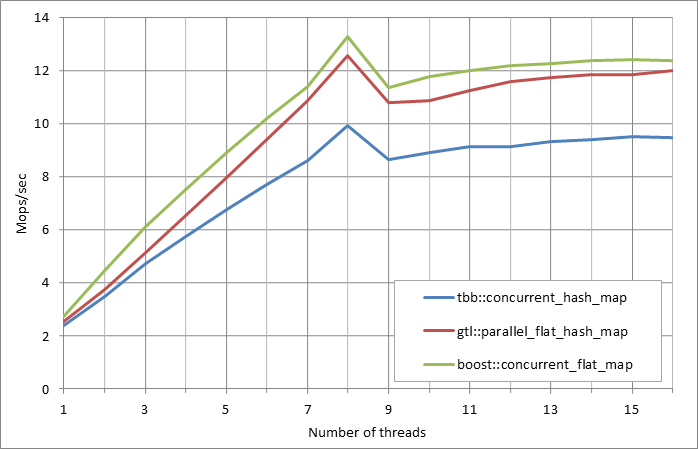 14
12
10
8
6
4
2
0
Mops/sec
tbb::concurrent_hash_map
gtl::parallel_flat_hash_map
boost::concurrent_flat_map
1 3 5 7 9 11 13 15
Number of threads